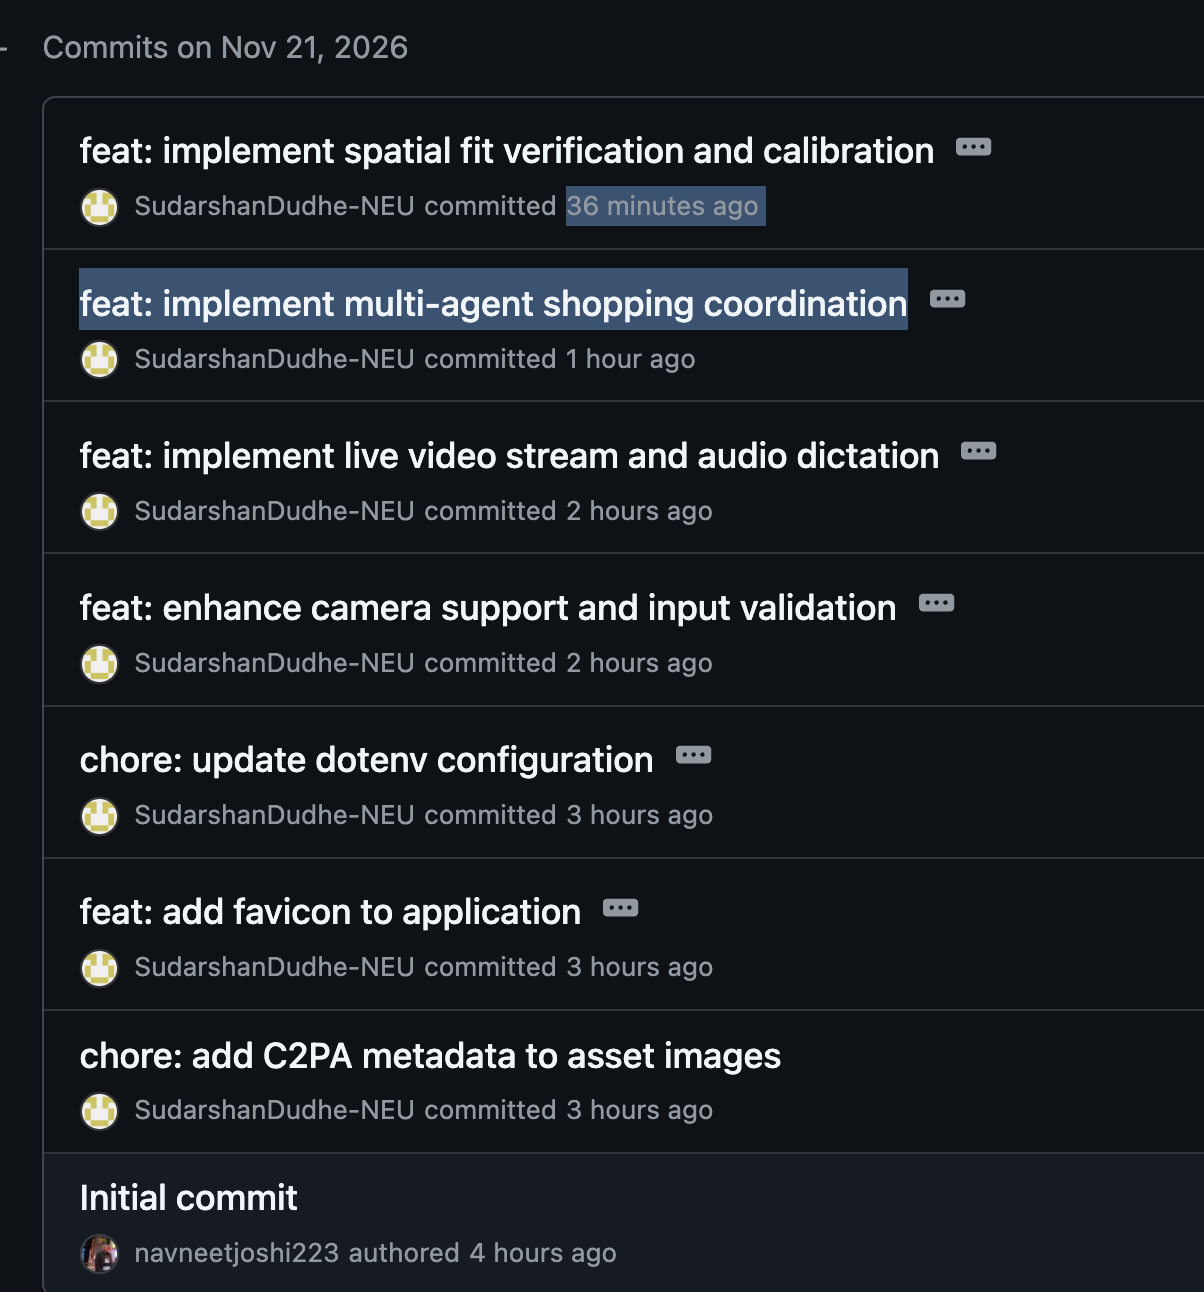 Commits on Nov 21, 2026
feat: implement spatial fit verification and calibration
SudarshanDudhe-NEU committed 36 minutes ago
feat: implement multi-agent shopping coordination
SudarshanDudhe-NEU committed 1 hour ago
feat: implement live video stream and audio dictation
SudarshanDudhe-NEU committed 2 hours ago
feat: enhance camera support and input validation
SudarshanDudhe-NEU committed 2 hours ago
chore: update dotenv configuration
SudarshanDudhe-NEU committed 3 hours ago
feat: add favicon to application
SudarshanDudhe-NEU committed 3 hours ago
chore: add C2PA metadata to asset images
SudarshanDudhe-NEU committed 3 hours ago
Initial commit
navneetjoshi223 authored 4 hours ago